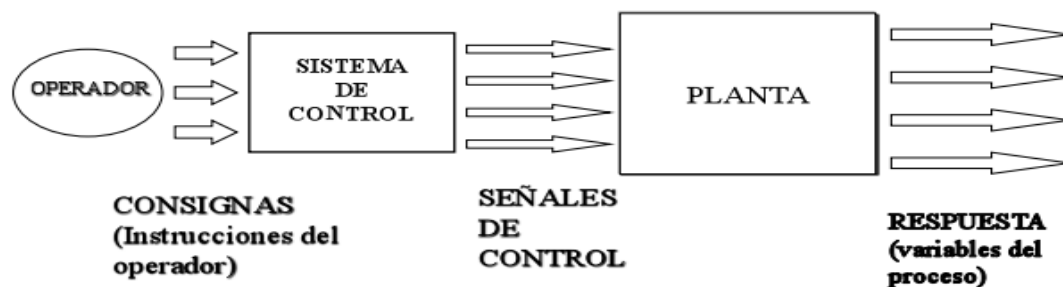 OPERADOR
SISTEMA
DE
CONTROL
PLANTA
CONSIGNAS
(Instrucciones del
operador)
SEÑALES
DE
CONTROL
RESPUESTA
(variables del
proceso)